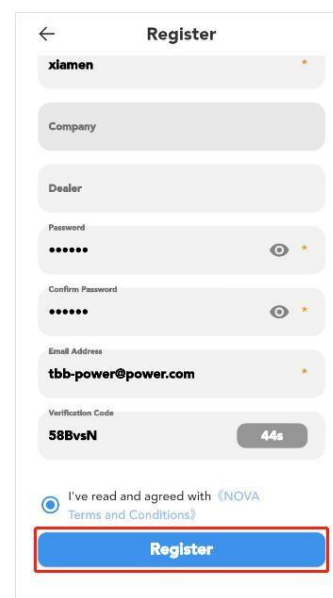 Register
xiamen *
Company
Dealer
Password
•••••• *
Confirm Password
•••••• *
Email Address
tbb-power@power.com *
Verification Code
58BvsN 44s
I've read and agreed with 《NOVA
Terms and Conditions》
Register